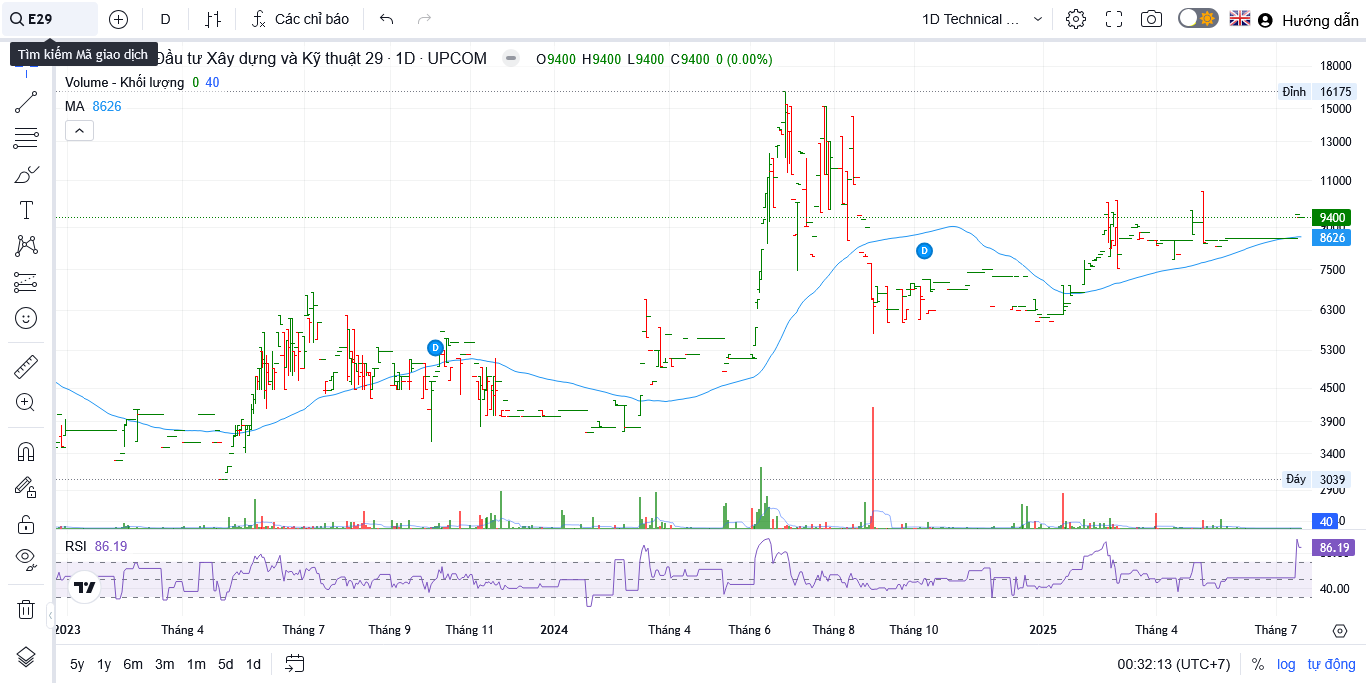 E29
D
Các chỉ báo
1D Technical ...
Hướng dẫn
Tìm kiếm Mã giao dịch
Đầu tư Xây dựng và Kỹ thuật 29 · 1D · UPCOM
O9400 H9400 L9400 C9400 0 (0.00%)
Volume - Khối lượng 0 40
MA 8626
18000
Đỉnh 16175
15000
13000
11000
9400
8626
7500
6300
5300
4500
3900
3400
Đáy 3039
2900
40
D
D
RSI 86.19
86.19
40.00
2023
Tháng 4
Tháng 7
Tháng 9
Tháng 11
2024
Tháng 4
Tháng 6
Tháng 8
Tháng 10
2025
Tháng 4
Tháng 7
5y 1y 6m 3m 1m 5d 1d
00:32:13 (UTC+7)
% log tự động